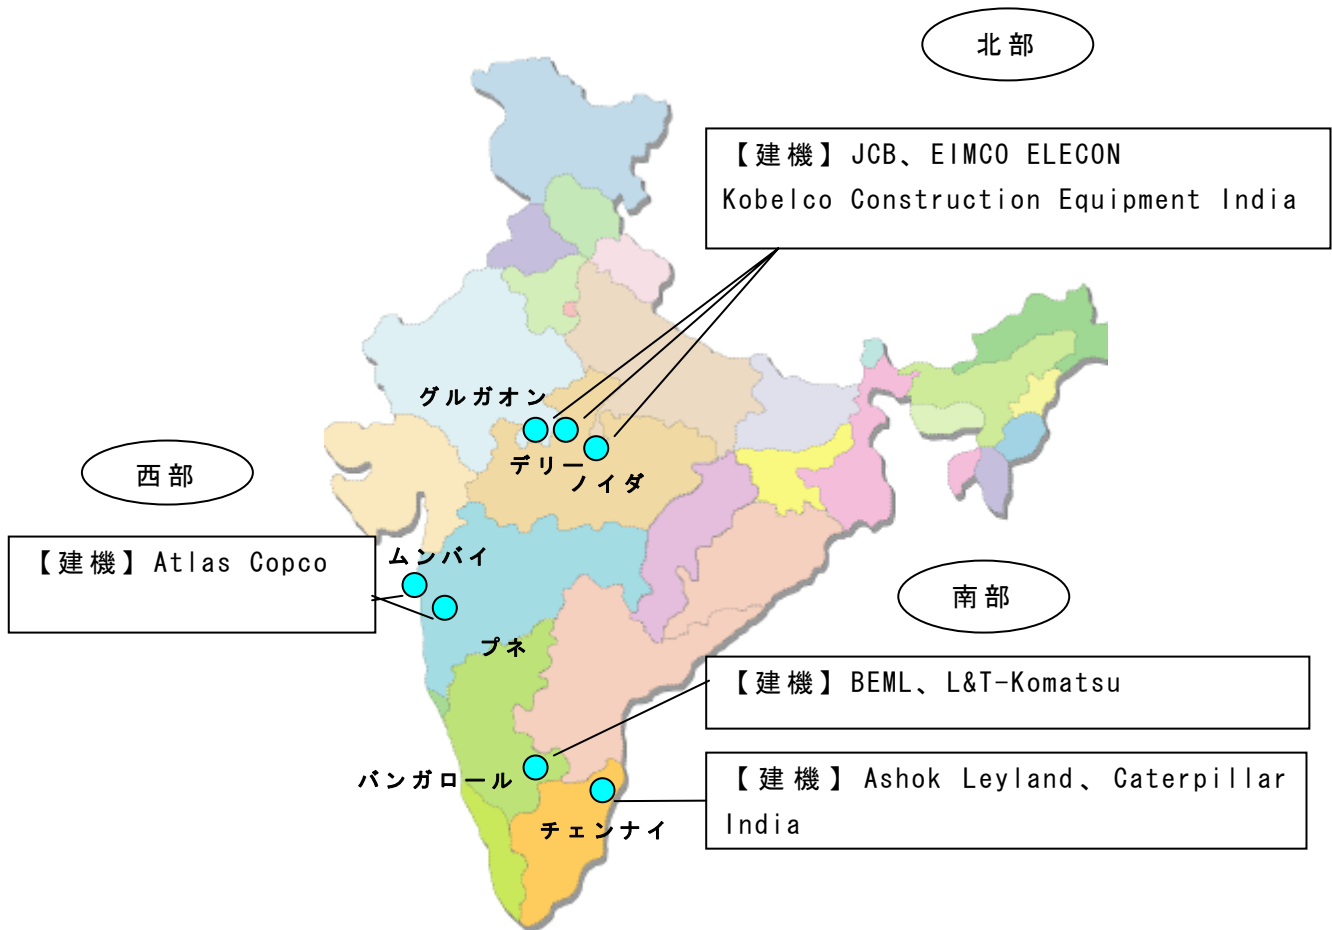 北部
【建機】JCB、EIMCO ELECON
Kobelco Construction Equipment India
グルガオン
デリー
ノイダ
西部
【建機】Atlas Copco
ムンバイ
プネ
南部
【建機】BEML、L&T-Komatsu
バンガロール
【建機】Ashok Leyland、Caterpillar
India
チェンナイ